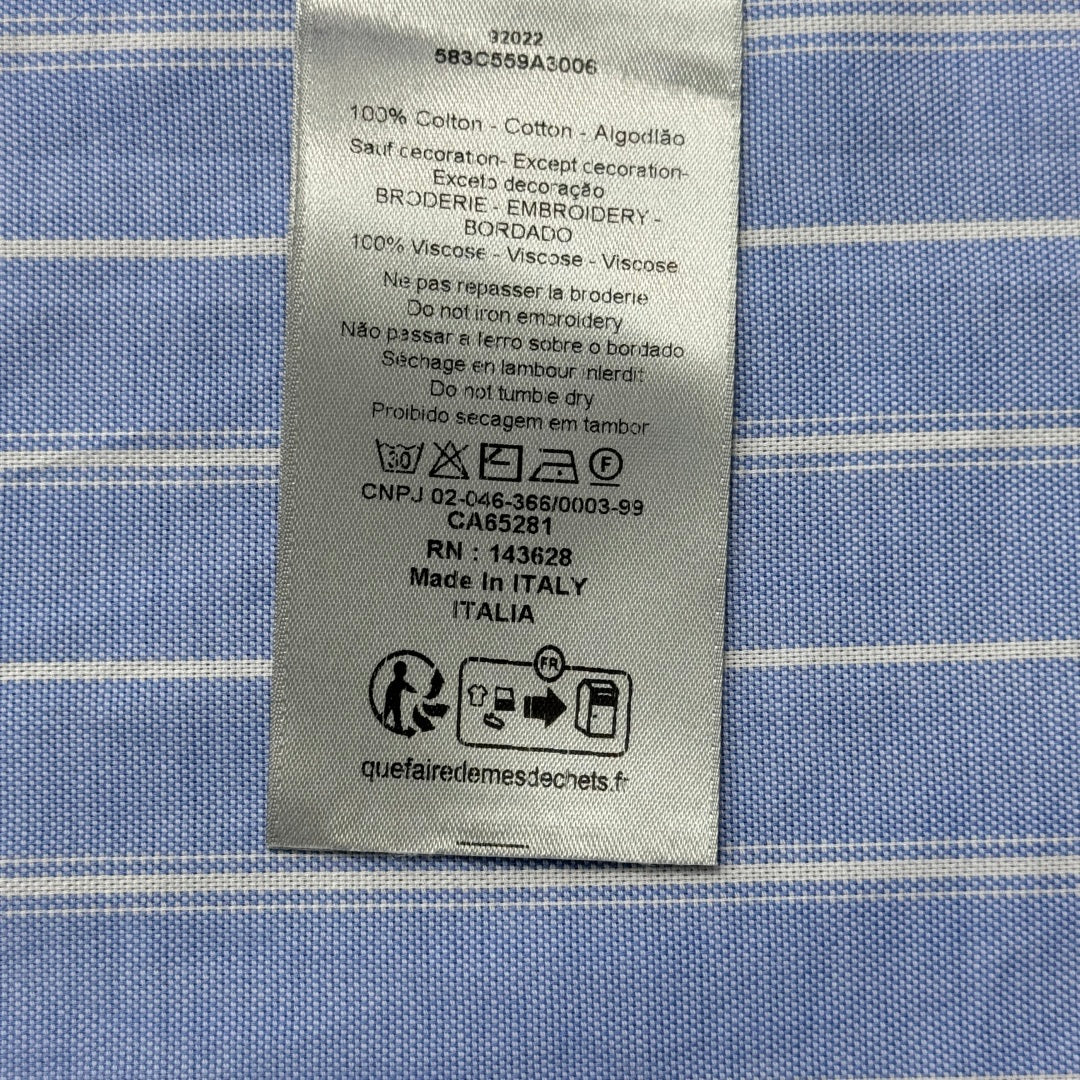 32022
583C559A3006
100% Coton - Cotton - Algodão
Sauf decoration- Except decoration-
Exceto decoração
BRODERIE - EMBROIDERY -
BORDADO
100% Viscose - Viscose - Viscose
Ne pas repasser la broderie
Do not iron embroidery
Não passar a ferro sobre o bordado
Séchage en tambour interdit
Do not tumble dry
Proibido secagem em tambor
30 F
CNPJ 02-046-366/0003-99
CA65281
RN : 143628
Made In ITALY
ITALIA
FR
quefairedemesdechets.fr